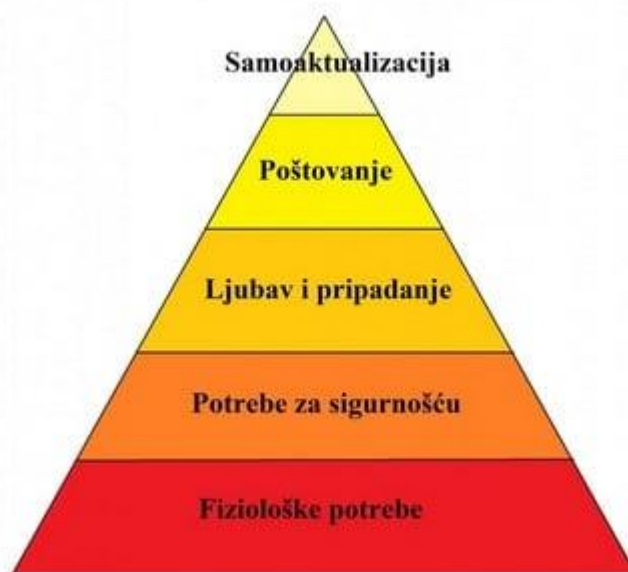 Samoaktualizacija
Poštovanje
Ljubav i pripadanje
Potrebe za sigurnošću
Fiziološke potrebe